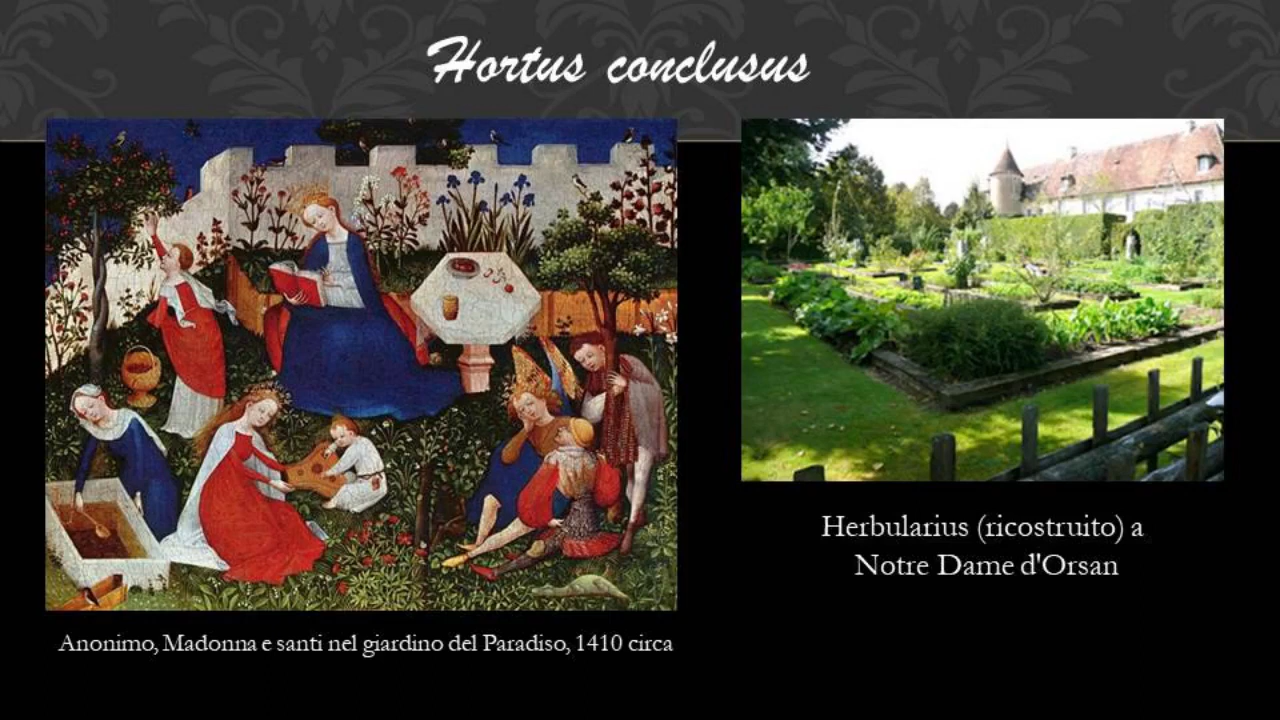 Hortus conclusus
Anonimo, Madonna e santi nel giardino del Paradiso, 1410 circa
Herbularius (ricostruito) a
Notre Dame d'Orsan